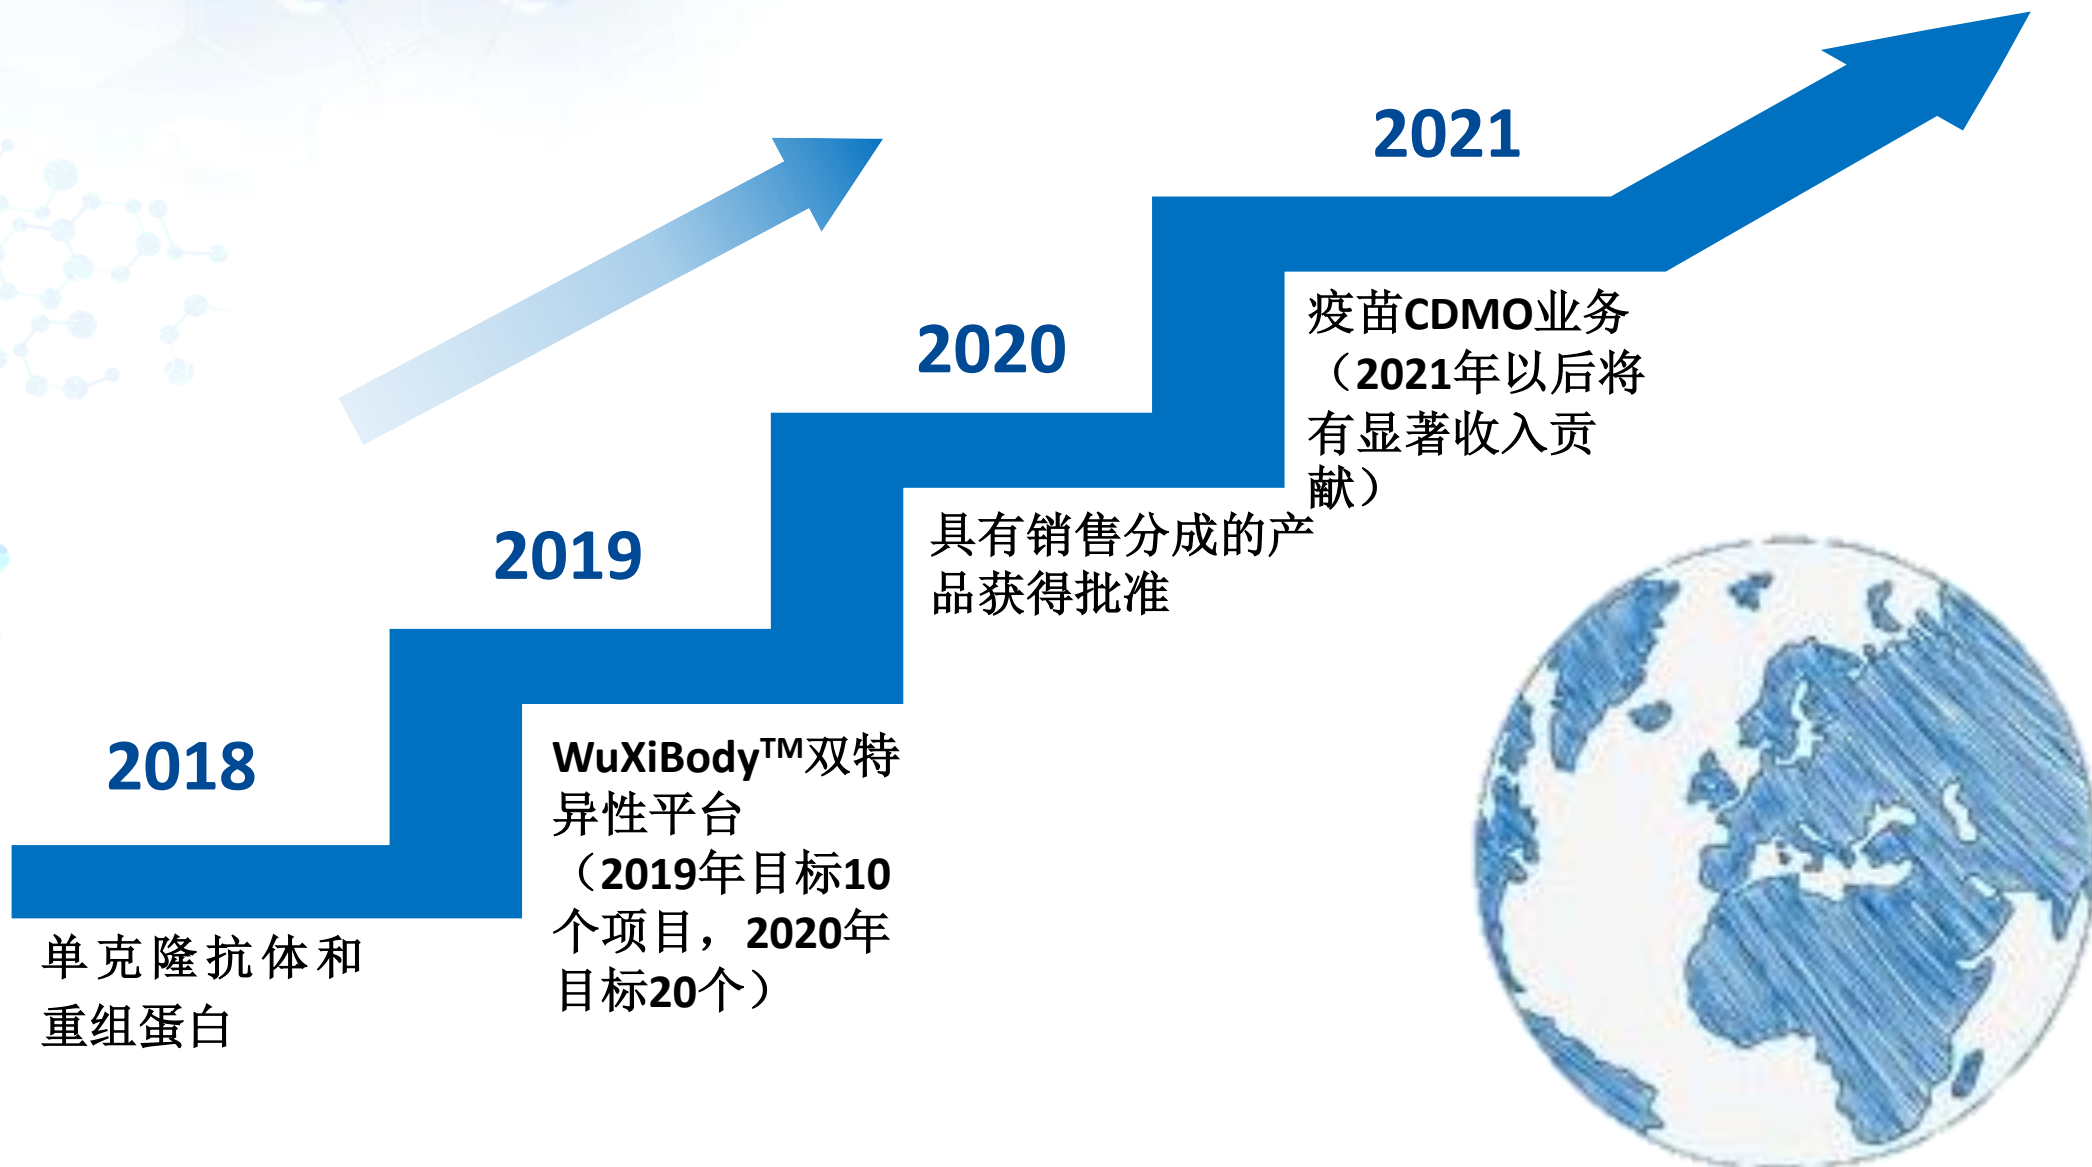 2018
单克隆抗体和
重组蛋白
2019
WuXiBody™双特
异性平台
（2019年目标10
个项目，2020年
目标20个）
2020
具有销售分成的产
品获得批准
2021
疫苗CDMO业务
（2021年以后将
有显著收入贡
献）